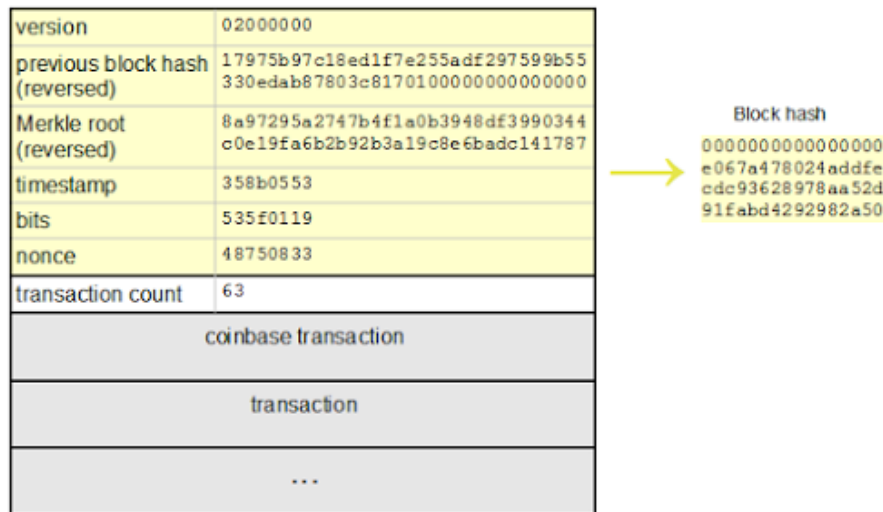 version 02000000
previous block hash 17975b97c18ed1f7e255adf297599b55
(reversed) 330edab87803c8170100000000000000
Merkle root 8a97295a2747b4f1a0b3948df3990344
(reversed) c0e19fa6b2b92b3a19c8e6badc141787
timestamp 358b0553
bits 535f0119
nonce 48750833
transaction count 63
coinbase transaction
transaction
...
Block hash
0000000000000000
e067a478024addfe
cdc93628978aa52d
91fabd4292982a50